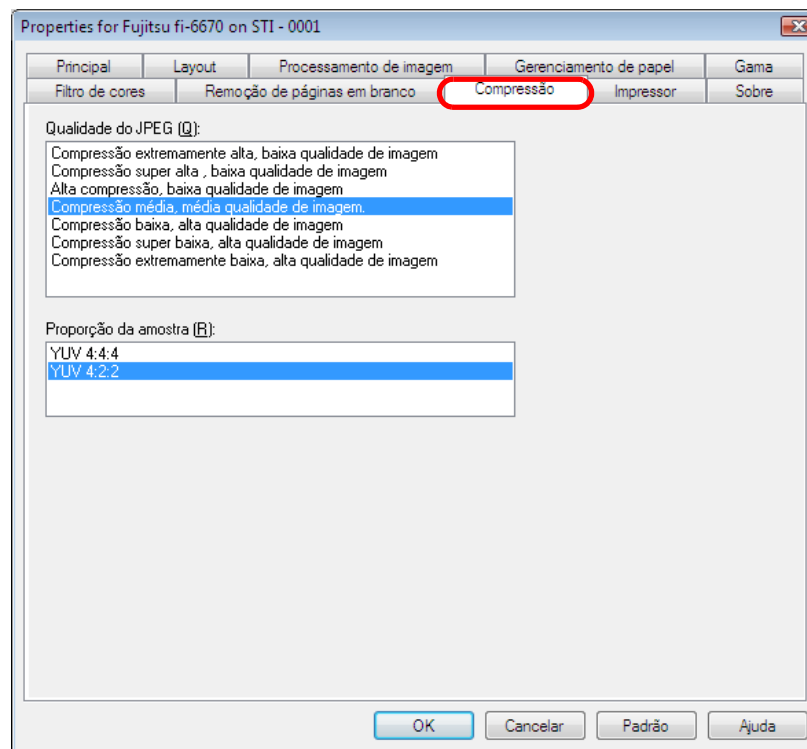 Properties for Fujitsu fi-6670 on STI - 0001
Principal Layout Processamento de imagem Gerenciamento de papel Gama
Filtro de cores Remoção de páginas em branco Compressão Impressor Sobre
Qualidade do JPEG (Q):
Compressão extremamente alta, baixa qualidade de imagem
Compressão super alta , baixa qualidade de imagem
Alta compressão, baixa qualidade de imagem
Compressão média, média qualidade de imagem.
Compressão baixa, alta qualidade de imagem
Compressão super baixa, alta qualidade de imagem
Compressão extremamente baixa, alta qualidade de imagem
Proporção da amostra (R):
YUV 4:4:4
YUV 4:2:2
OK Cancelar Padrão Ajuda